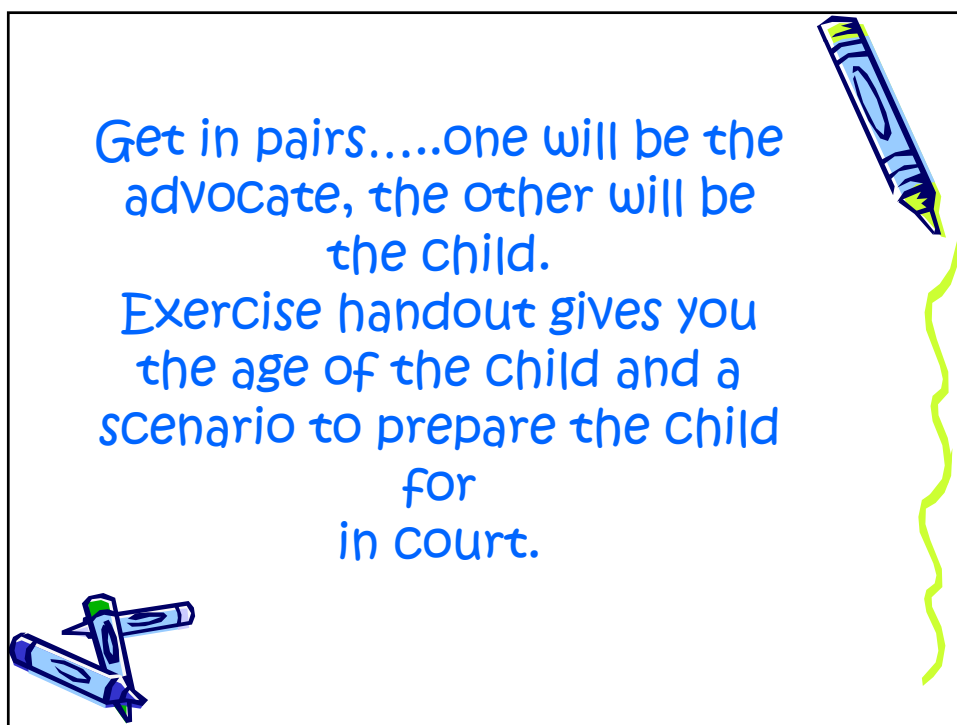 Get in pairs.....one will be the
advocate, the other will be
the child.
Exercise handout gives you
the age of the child and a
scenario to prepare the child
for
in court.